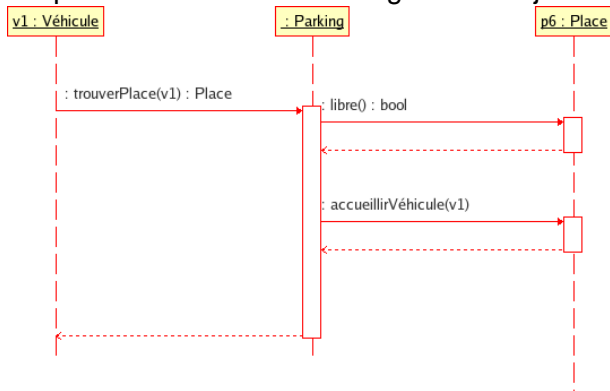 v1 : Véhicule
: Parking
p6 : Place
: trouverPlace(v1) : Place
: libre() : bool
: accueillirVéhicule(v1)